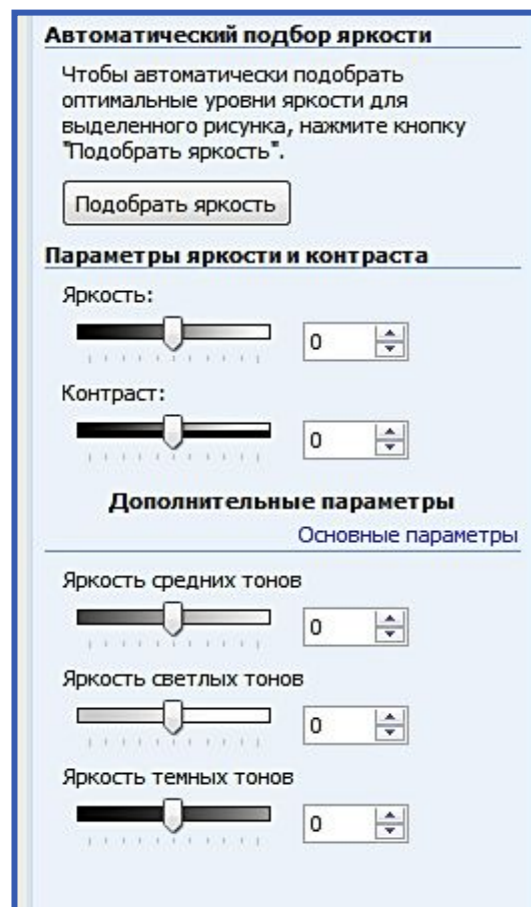 Автоматический подбор яркости
Чтобы автоматически подобрать
оптимальные уровни яркости для
выделенного рисунка, нажмите кнопку
"Подобрать яркость".
Подобрать яркость
Параметры яркости и контраста
Яркость:
0
Контраст:
0
Дополнительные параметры
Основные параметры
Яркость средних тонов
0
Яркость светлых тонов
0
Яркость темных тонов
0